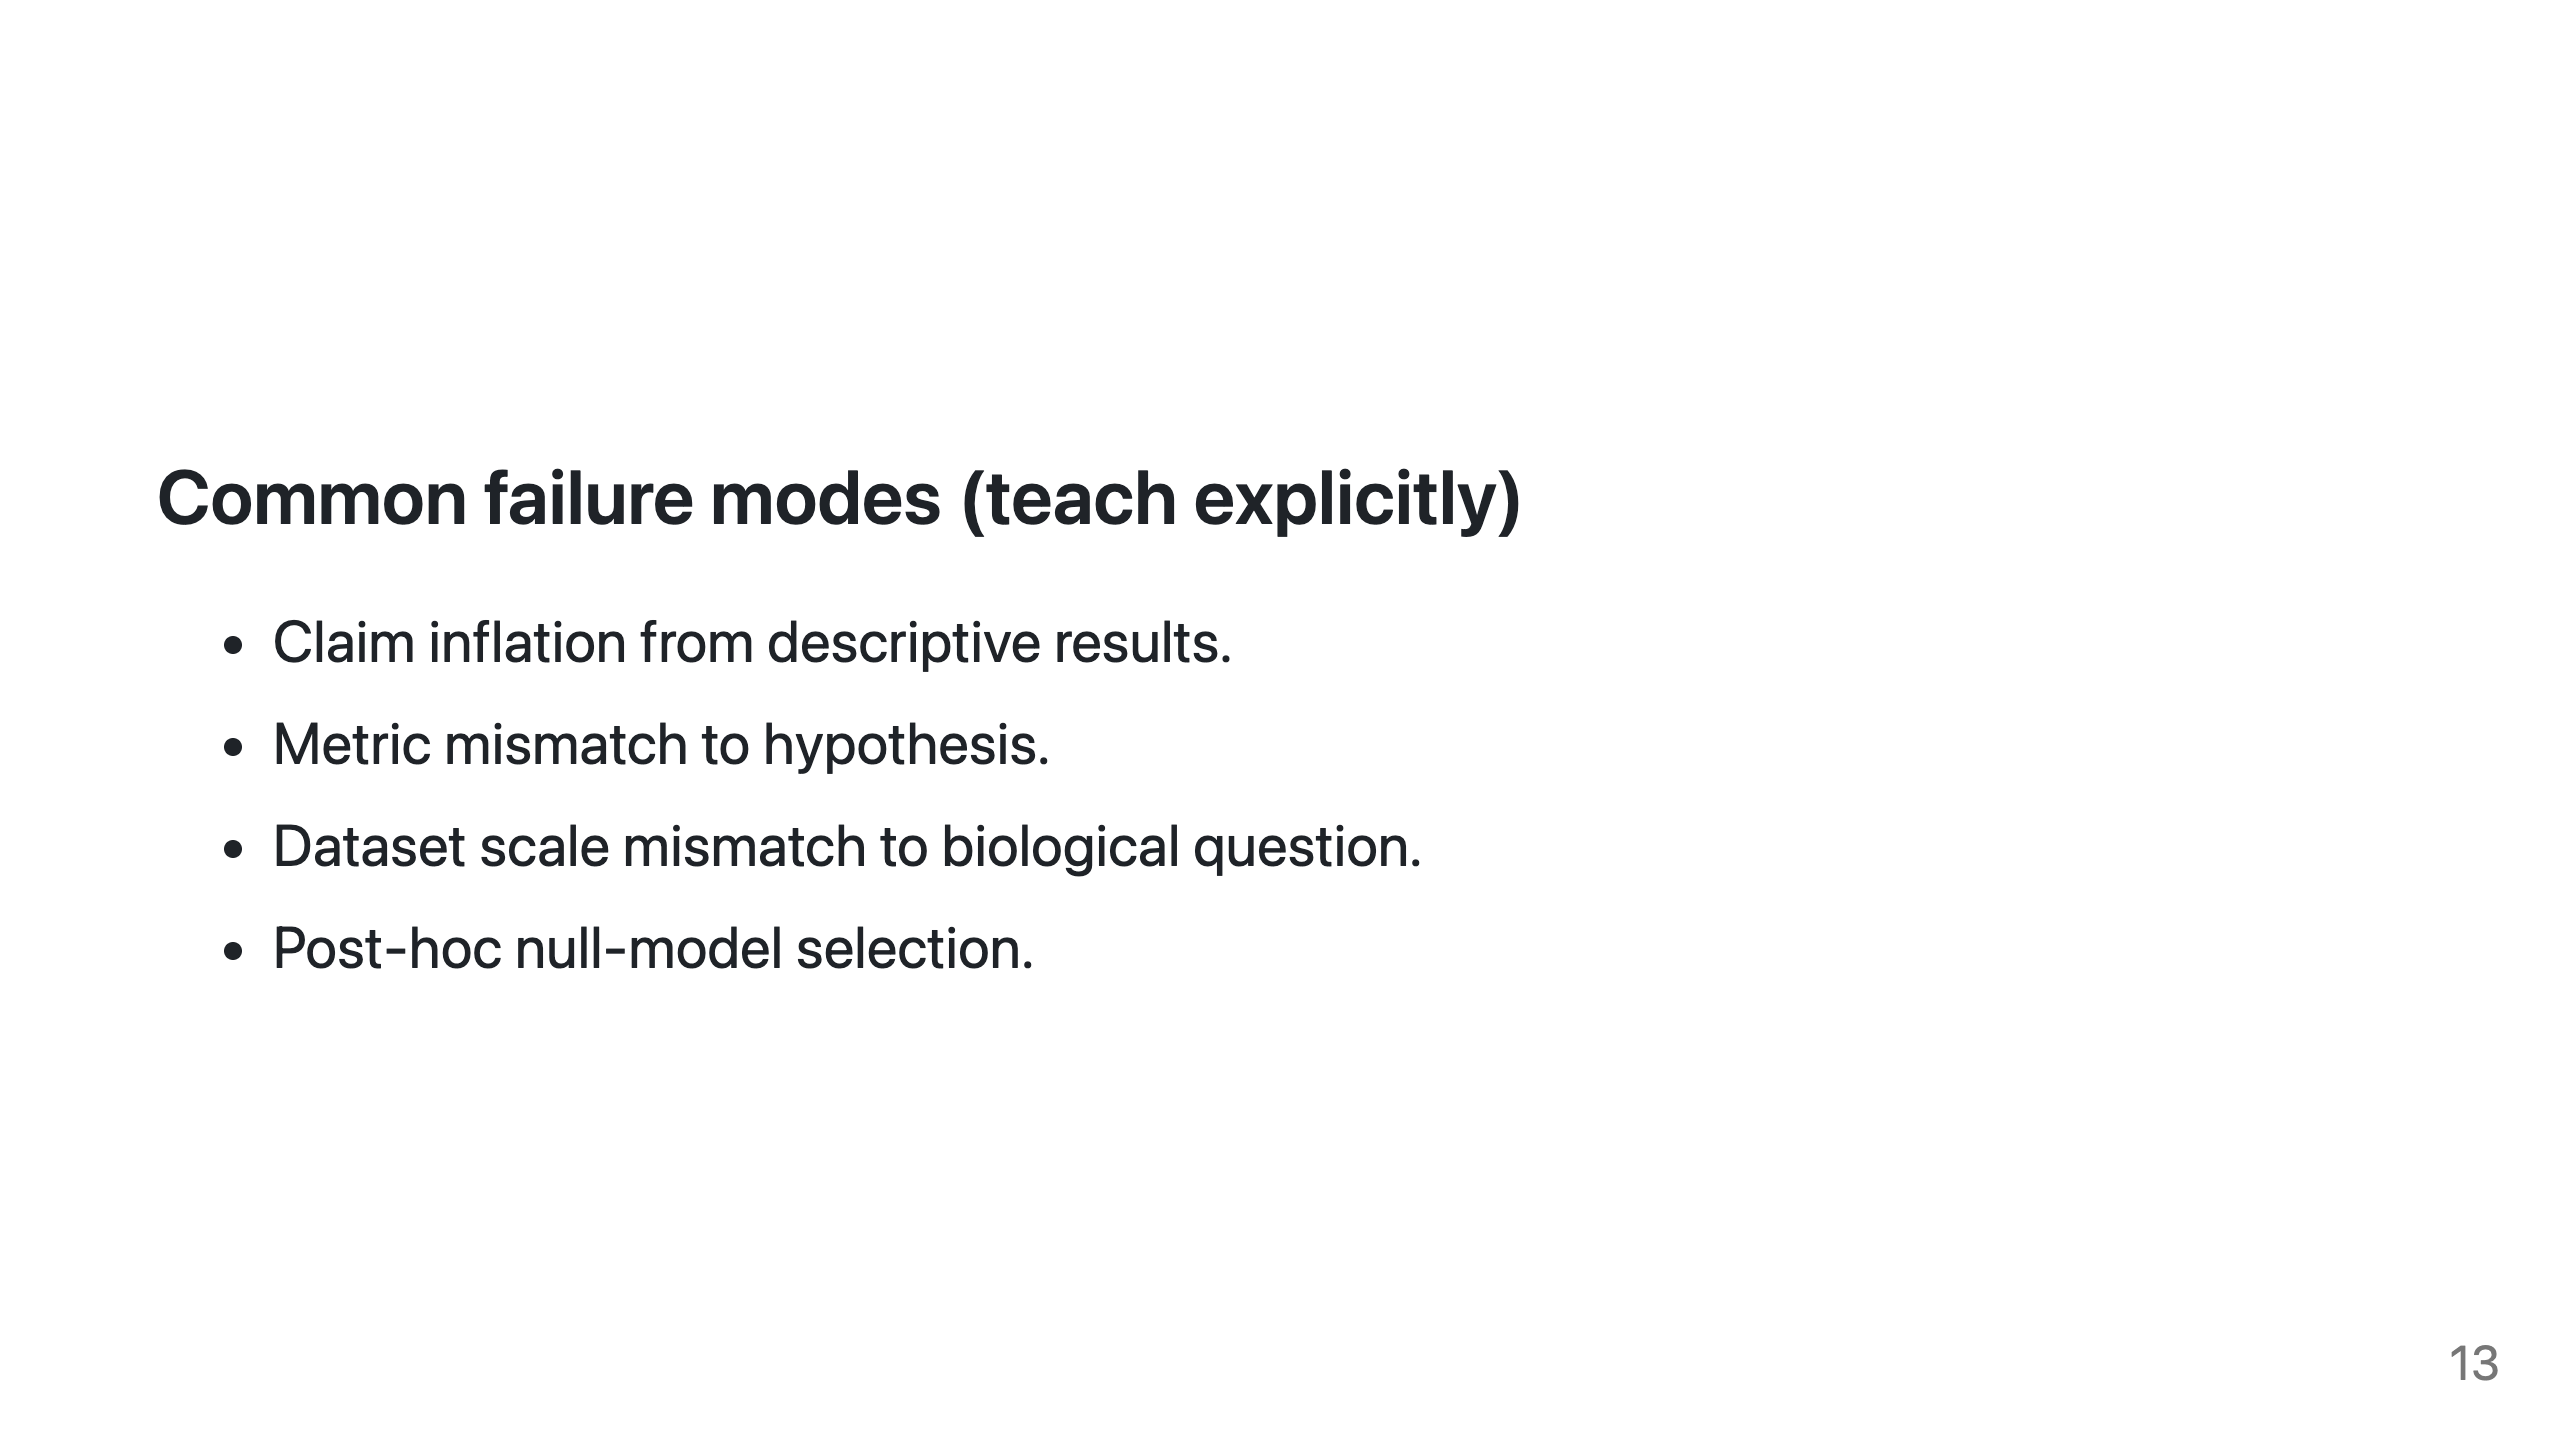 Common failure modes (teach explicitly)
• Claim inflation from descriptive results.
• Metric mismatch to hypothesis.
• Dataset scale mismatch to biological question.
• Post-hoc null-model selection.
13